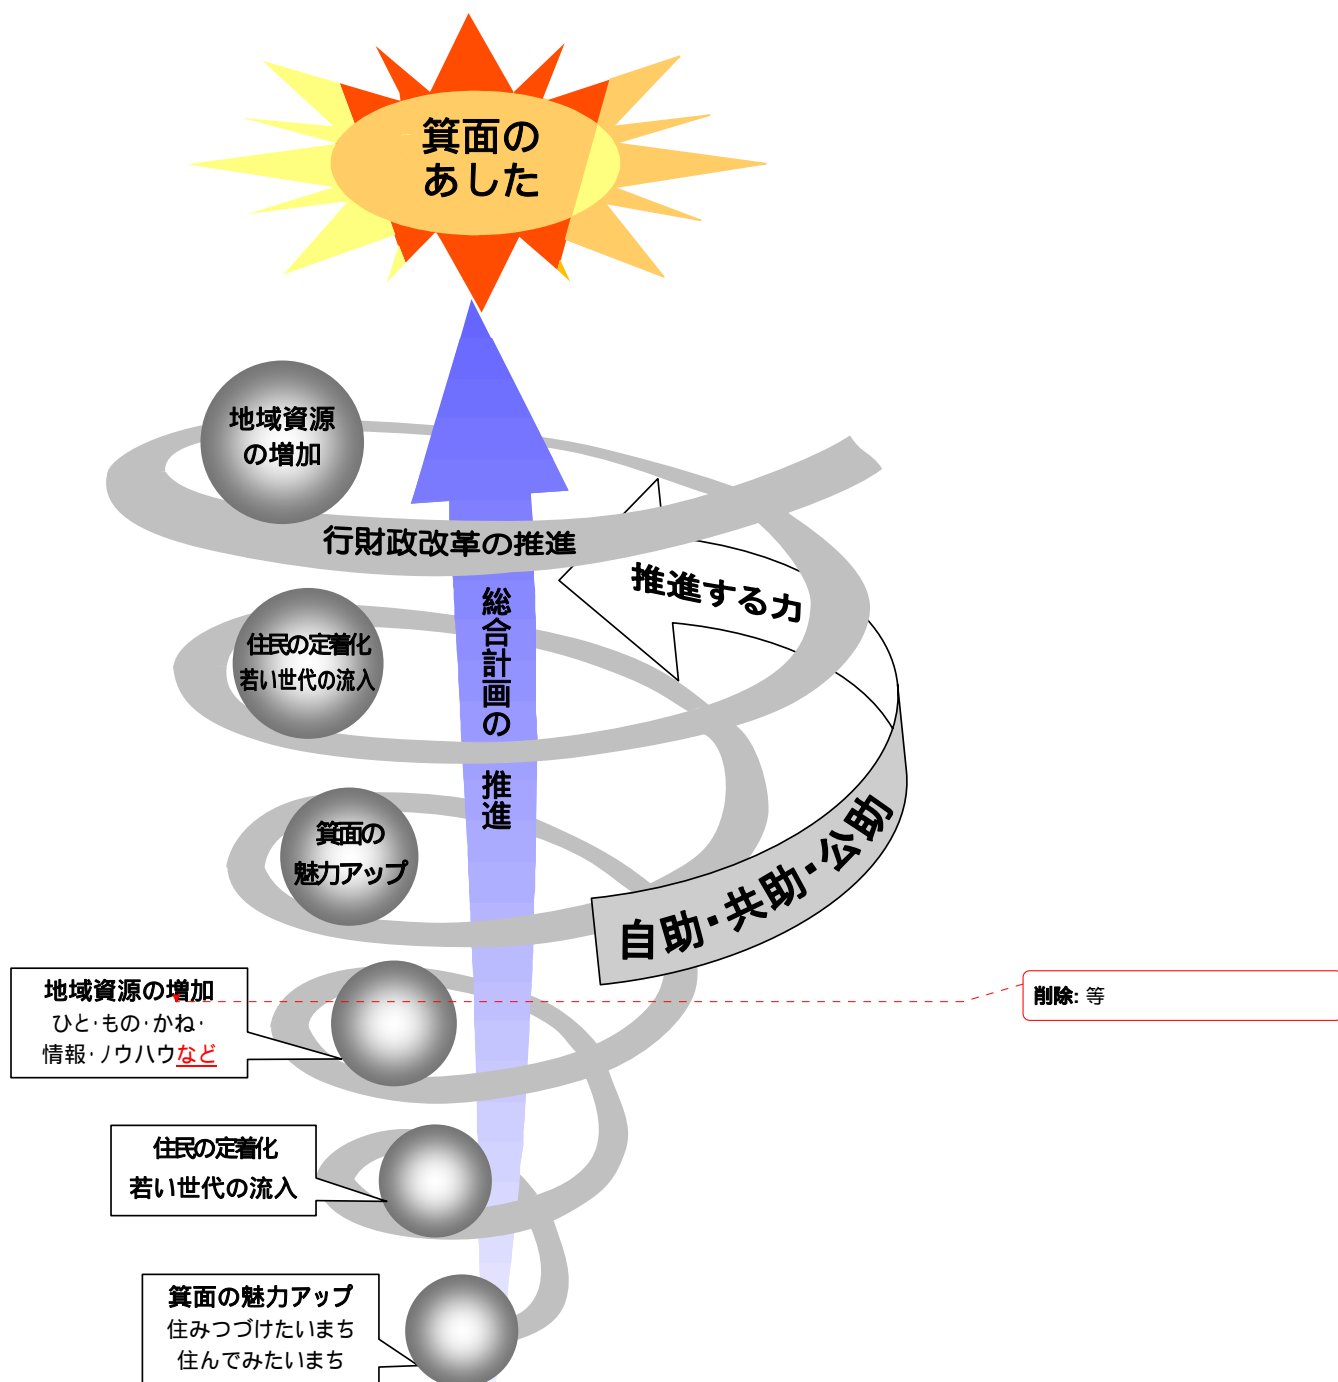 箕面の
あした
地域資源
の増加
行財政改革の推進
推進する力
総合計画の 推進
住民の定着化
若い世代の流入
箕面の
魅力アップ
自助・共助・公助
地域資源の増加
ひと・もの・かね・
情報・ノウハウなど
削除: 等
住民の定着化
若い世代の流入
箕面の魅力アップ
住みつづけたいまち
住んでみたいまち